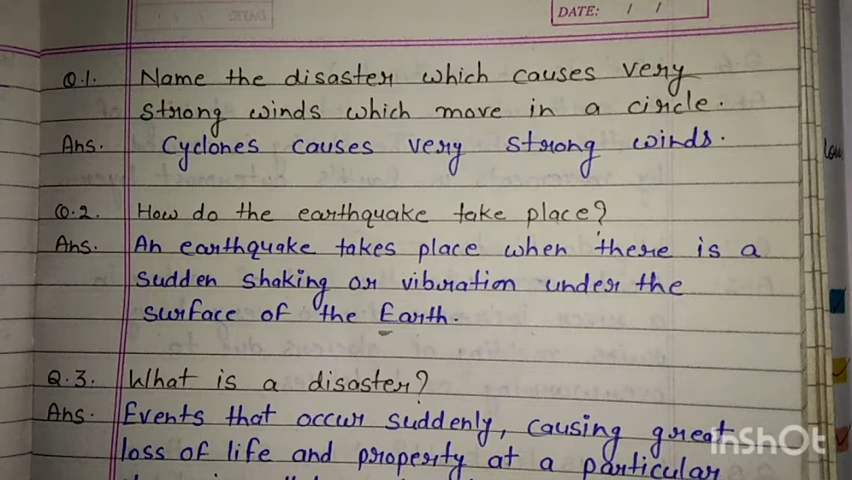 DATE: / /
Q.1. Name the disaster which causes very
strong winds which move in a circle.
Ans. Cyclones causes very strong winds.
Q.2. How do the earthquake take place?
Ans. An earthquake takes place when there is a
sudden shaking or vibration under the
surface of the Earth.
Q.3. What is a disaster?
Ans. Events that occur suddenly, causing great
loss of life and property at a particular
InShOt